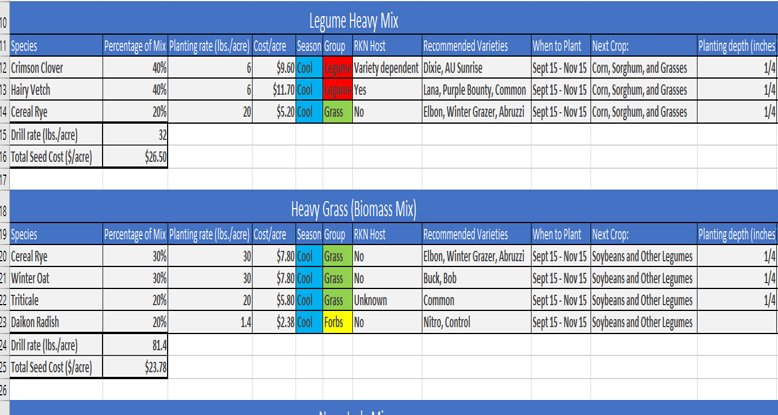 10 Legume Heavy Mix
11 Species Percentage of Mix Planting rate (lbs./acre) Cost/acre Season Group RKN Host Recommended Varieties When to Plant Next Crop: Planting depth (inches
12 Crimson Clover 40% 6 $9.60 Cool Legume Variety dependent Dixie, AU Sunrise Sept 15 - Nov 15 Corn, Sorghum, and Grasses 1/4
13 Hairy Vetch 40% 6 $11.70 Cool Legume Yes Lana, Purple Bounty, Common Sept 15 - Nov 15 Corn, Sorghum, and Grasses 1/4
14 Cereal Rye 20% 20 $5.20 Cool Grass No Elbon, Winter Grazer, Abruzzi Sept 15 - Nov 15 Corn, Sorghum, and Grasses 1/4
15 Drill rate (lbs./acre) 32
16 Total Seed Cost ($/acre) $26.50
17
18 Heavy Grass (Biomass Mix)
19 Species Percentage of Mix Planting rate (lbs./acre) Cost/acre Season Group RKN Host Recommended Varieties When to Plant Next Crop: Planting depth (inches
20 Cereal Rye 30% 30 $7.80 Cool Grass No Elbon, Winter Grazer, Abruzzi Sept 15 - Nov 15 Soybeans and Other Legumes 1/4
21 Winter Oat 30% 30 $7.80 Cool Grass No Buck, Bob Sept 15 - Nov 15 Soybeans and Other Legumes 1/4
22 Triticale 20% 20 $5.80 Cool Grass Unknown Common Sept 15 - Nov 15 Soybeans and Other Legumes 1/4
23 Daikon Radish 20% 1.4 $2.38 Cool Forbs No Nitro, Control Sept 15 - Nov 15 Soybeans and Other Legumes
24 Drill rate (lbs./acre) 81.4
25 Total Seed Cost ($/acre) $23.78
26